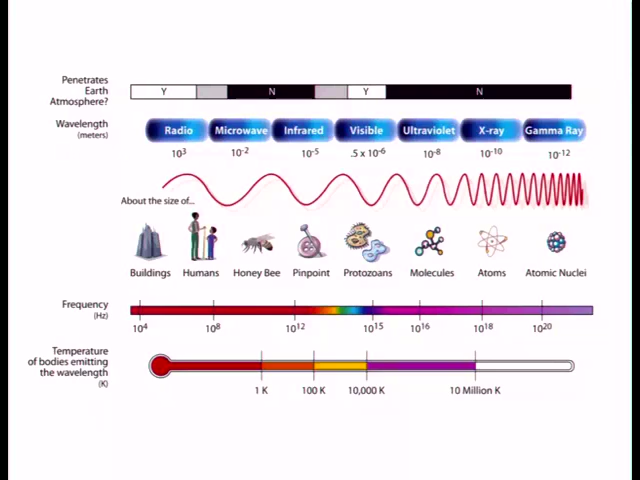 Penetrates
Earth
Atmosphere?
Y N Y N
Wavelength
(meters)
Radio Microwave Infrared Visible Ultraviolet X-ray Gamma Ray
10³ 10⁻² 10⁻⁵ .5 x 10⁻⁶ 10⁻⁸ 10⁻¹⁰ 10⁻¹²
About the size of...
Buildings Humans Honey Bee Pinpoint Protozoans Molecules Atoms Atomic Nuclei
Frequency
(Hz)
10⁴ 10⁸ 10¹² 10¹⁵ 10¹⁶ 10¹⁸ 10²⁰
Temperature
of bodies emitting
the wavelength
(K)
1 K 100 K 10,000 K 10 Million K